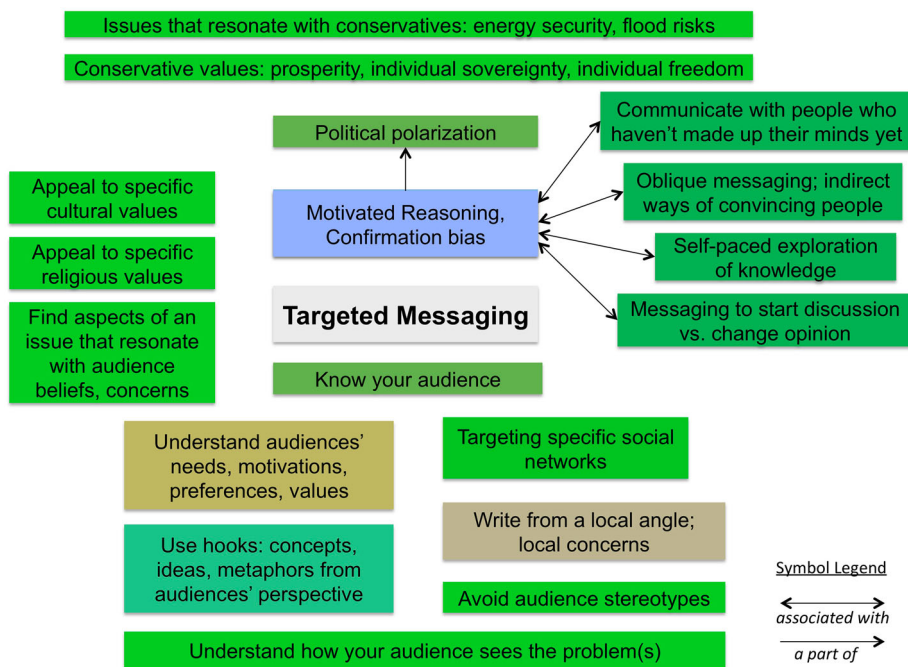 Issues that resonate with conservatives: energy security, flood risks
Conservative values: prosperity, individual sovereignty, individual freedom
Communicate with people who
haven't made up their minds yet
Political polarization
Oblique messaging; indirect
ways of convincing people
Appeal to specific
cultural values
Motivated Reasoning,
Confirmation bias
Self-paced exploration
of knowledge
Appeal to specific
religious values
Messaging to start discussion
vs. change opinion
Targeted Messaging
Find aspects of an
issue that resonate
with audience
beliefs, concerns
Know your audience
Understand audiences'
needs, motivations,
preferences, values
Targeting specific social
networks
Write from a local angle;
local concerns
Use hooks: concepts,
ideas, metaphors from
audiences' perspective
Avoid audience stereotypes
Understand how your audience sees the problem(s)
Symbol Legend
associated with
a part of